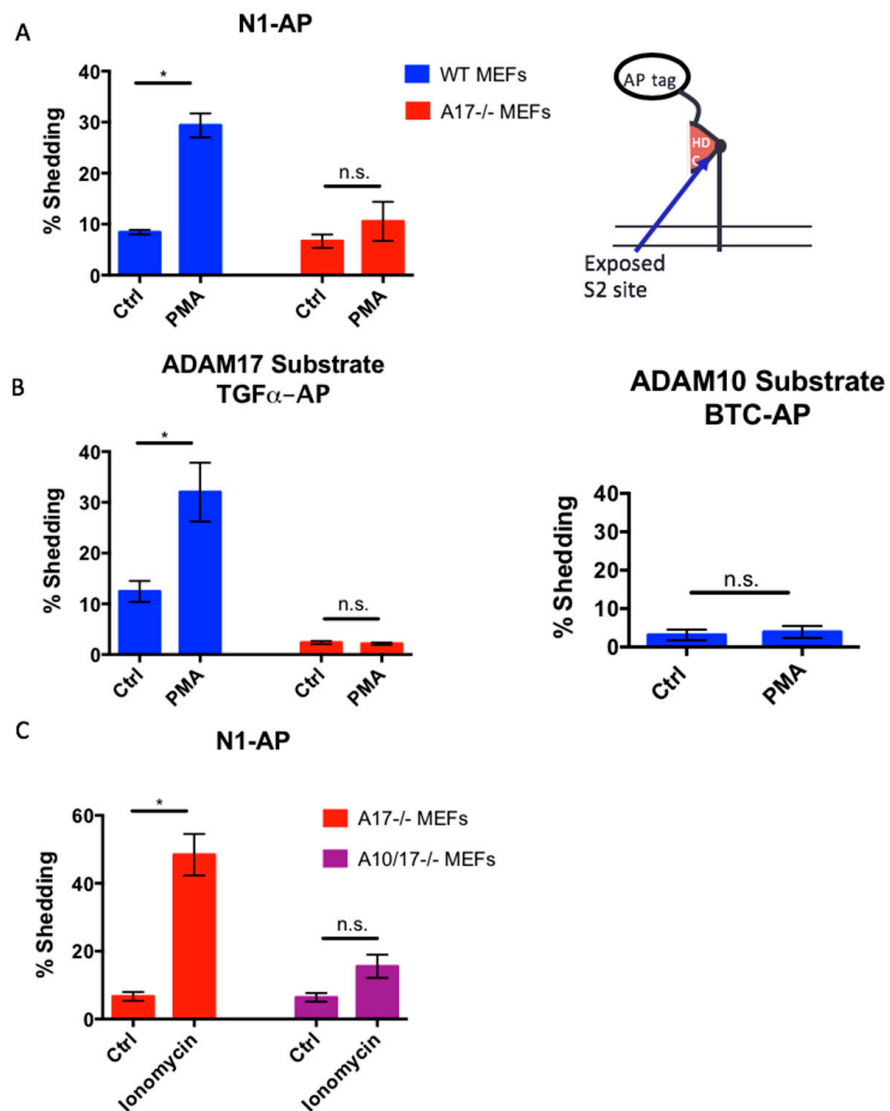 A
N1-AP
% Shedding
40
30
20
10
0
*
n.s.
Ctrl
PMA
Ctrl
PMA
WT MEFs
A17-/- MEFs
AP tag
HD
C
Exposed
S2 site
B
ADAM17 Substrate
TGFα-AP
% Shedding
40
30
20
10
0
*
n.s.
Ctrl
PMA
Ctrl
PMA
ADAM10 Substrate
BTC-AP
% Shedding
40
30
20
10
0
n.s.
Ctrl
PMA
C
N1-AP
% Shedding
60
40
20
0
*
n.s.
Ctrl
Ionomycin
Ctrl
Ionomycin
A17-/- MEFs
A10/17-/- MEFs